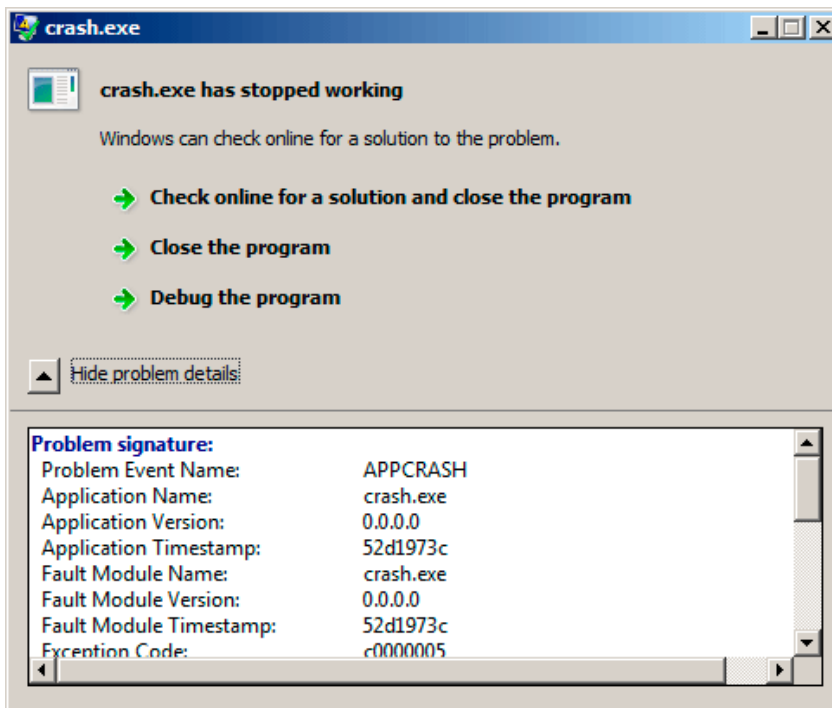 crash.exe
crash.exe has stopped working
Windows can check online for a solution to the problem.
Check online for a solution and close the program
Close the program
Debug the program
Hide problem details
Problem signature:
Problem Event Name: APPCRASH
Application Name: crash.exe
Application Version: 0.0.0.0
Application Timestamp: 52d1973c
Fault Module Name: crash.exe
Fault Module Version: 0.0.0.0
Fault Module Timestamp: 52d1973c
Exception Code: c0000005